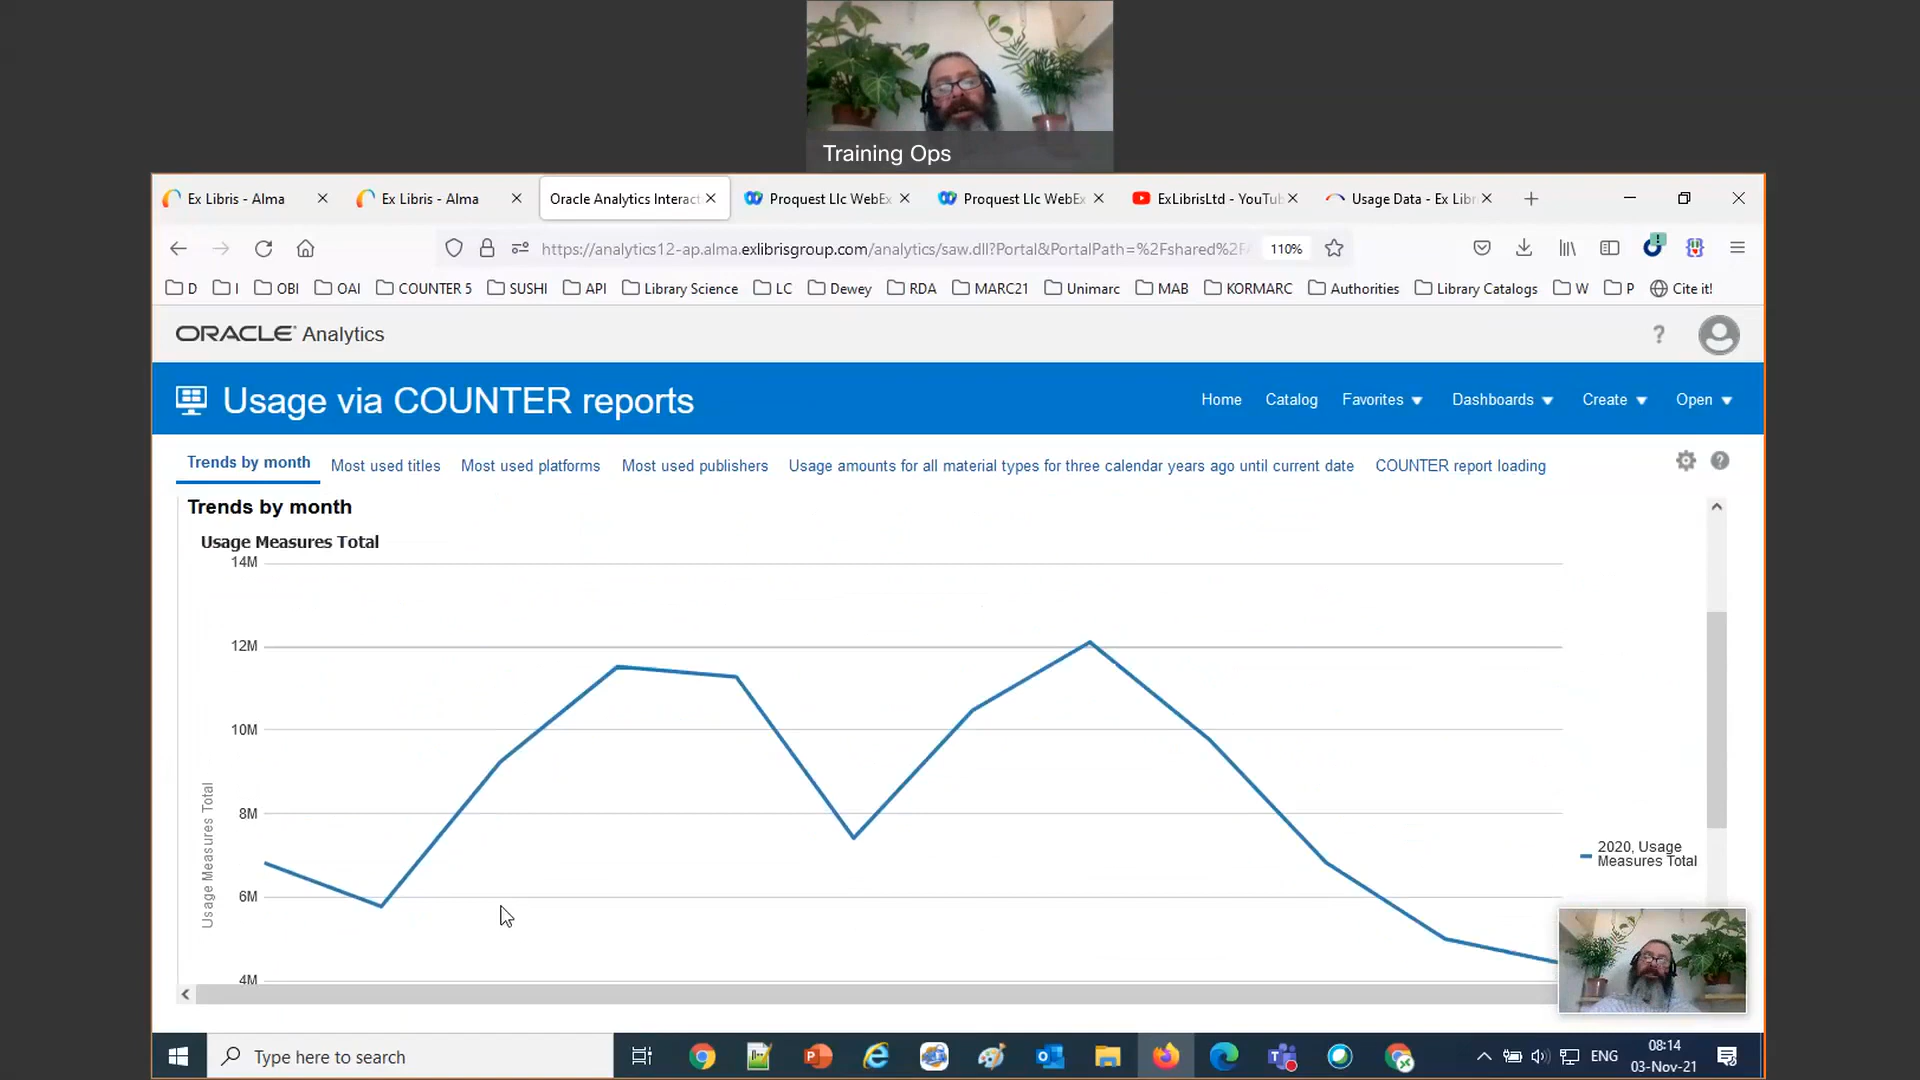 Training Ops
Ex Libris - Alma
Ex Libris - Alma
Oracle Analytics Interact
Proquest Llc WebEx
Proquest Llc WebEx
ExLibrisLtd - YouTub
Usage Data - Ex Libr
https://analytics12-ap.alma.exlibrisgroup.com/analytics/saw.dll?Portal&PortalPath=%2Fshared%2F
110%
D
I
OBI
OAI
COUNTER 5
SUSHI
API
Library Science
LC
Dewey
RDA
MARC21
Unimarc
MAB
KORMARC
Authorities
Library Catalogs
W
P
Cite it!
ORACLE Analytics
?
Usage via COUNTER reports
Home
Catalog
Favorites
Dashboards
Create
Open
Trends by month
Most used titles
Most used platforms
Most used publishers
Usage amounts for all material types for three calendar years ago until current date
COUNTER report loading
Trends by month
Usage Measures Total
14M
12M
10M
8M
6M
4M
Usage Measures Total
2020, Usage
Measures Total
Type here to search
ENG
08:14
03-Nov-21